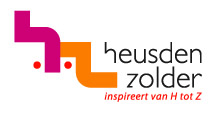 heusden
zolder
inspireert van H tot Z